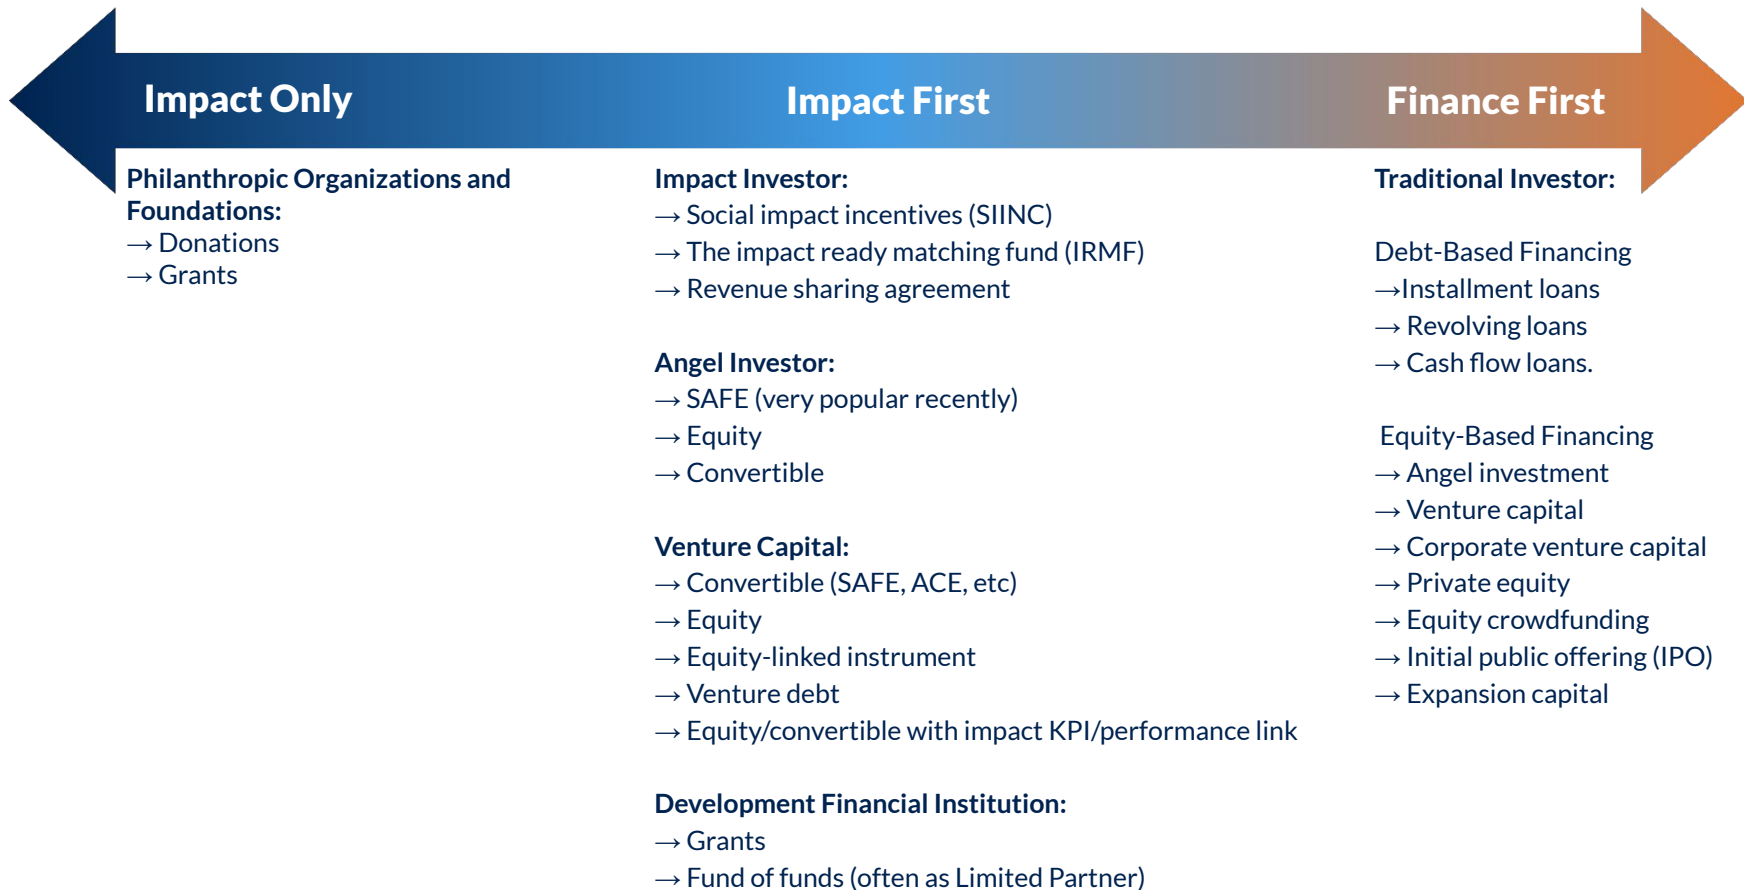 Impact Only
Impact First
Finance First
Philanthropic Organizations and
Foundations:
→ Donations
→ Grants
Impact Investor:
→ Social impact incentives (SIINC)
→ The impact ready matching fund (IRMF)
→ Revenue sharing agreement
Angel Investor:
→ SAFE (very popular recently)
→ Equity
→ Convertible
Venture Capital:
→ Convertible (SAFE, ACE, etc)
→ Equity
→ Equity-linked instrument
→ Venture debt
→ Equity/convertible with impact KPI/performance link
Development Financial Institution:
→ Grants
→ Fund of funds (often as Limited Partner)
Traditional Investor:
Debt-Based Financing
→Installment loans
→ Revolving loans
→ Cash flow loans.
Equity-Based Financing
→ Angel investment
→ Venture capital
→ Corporate venture capital
→ Private equity
→ Equity crowdfunding
→ Initial public offering (IPO)
→ Expansion capital